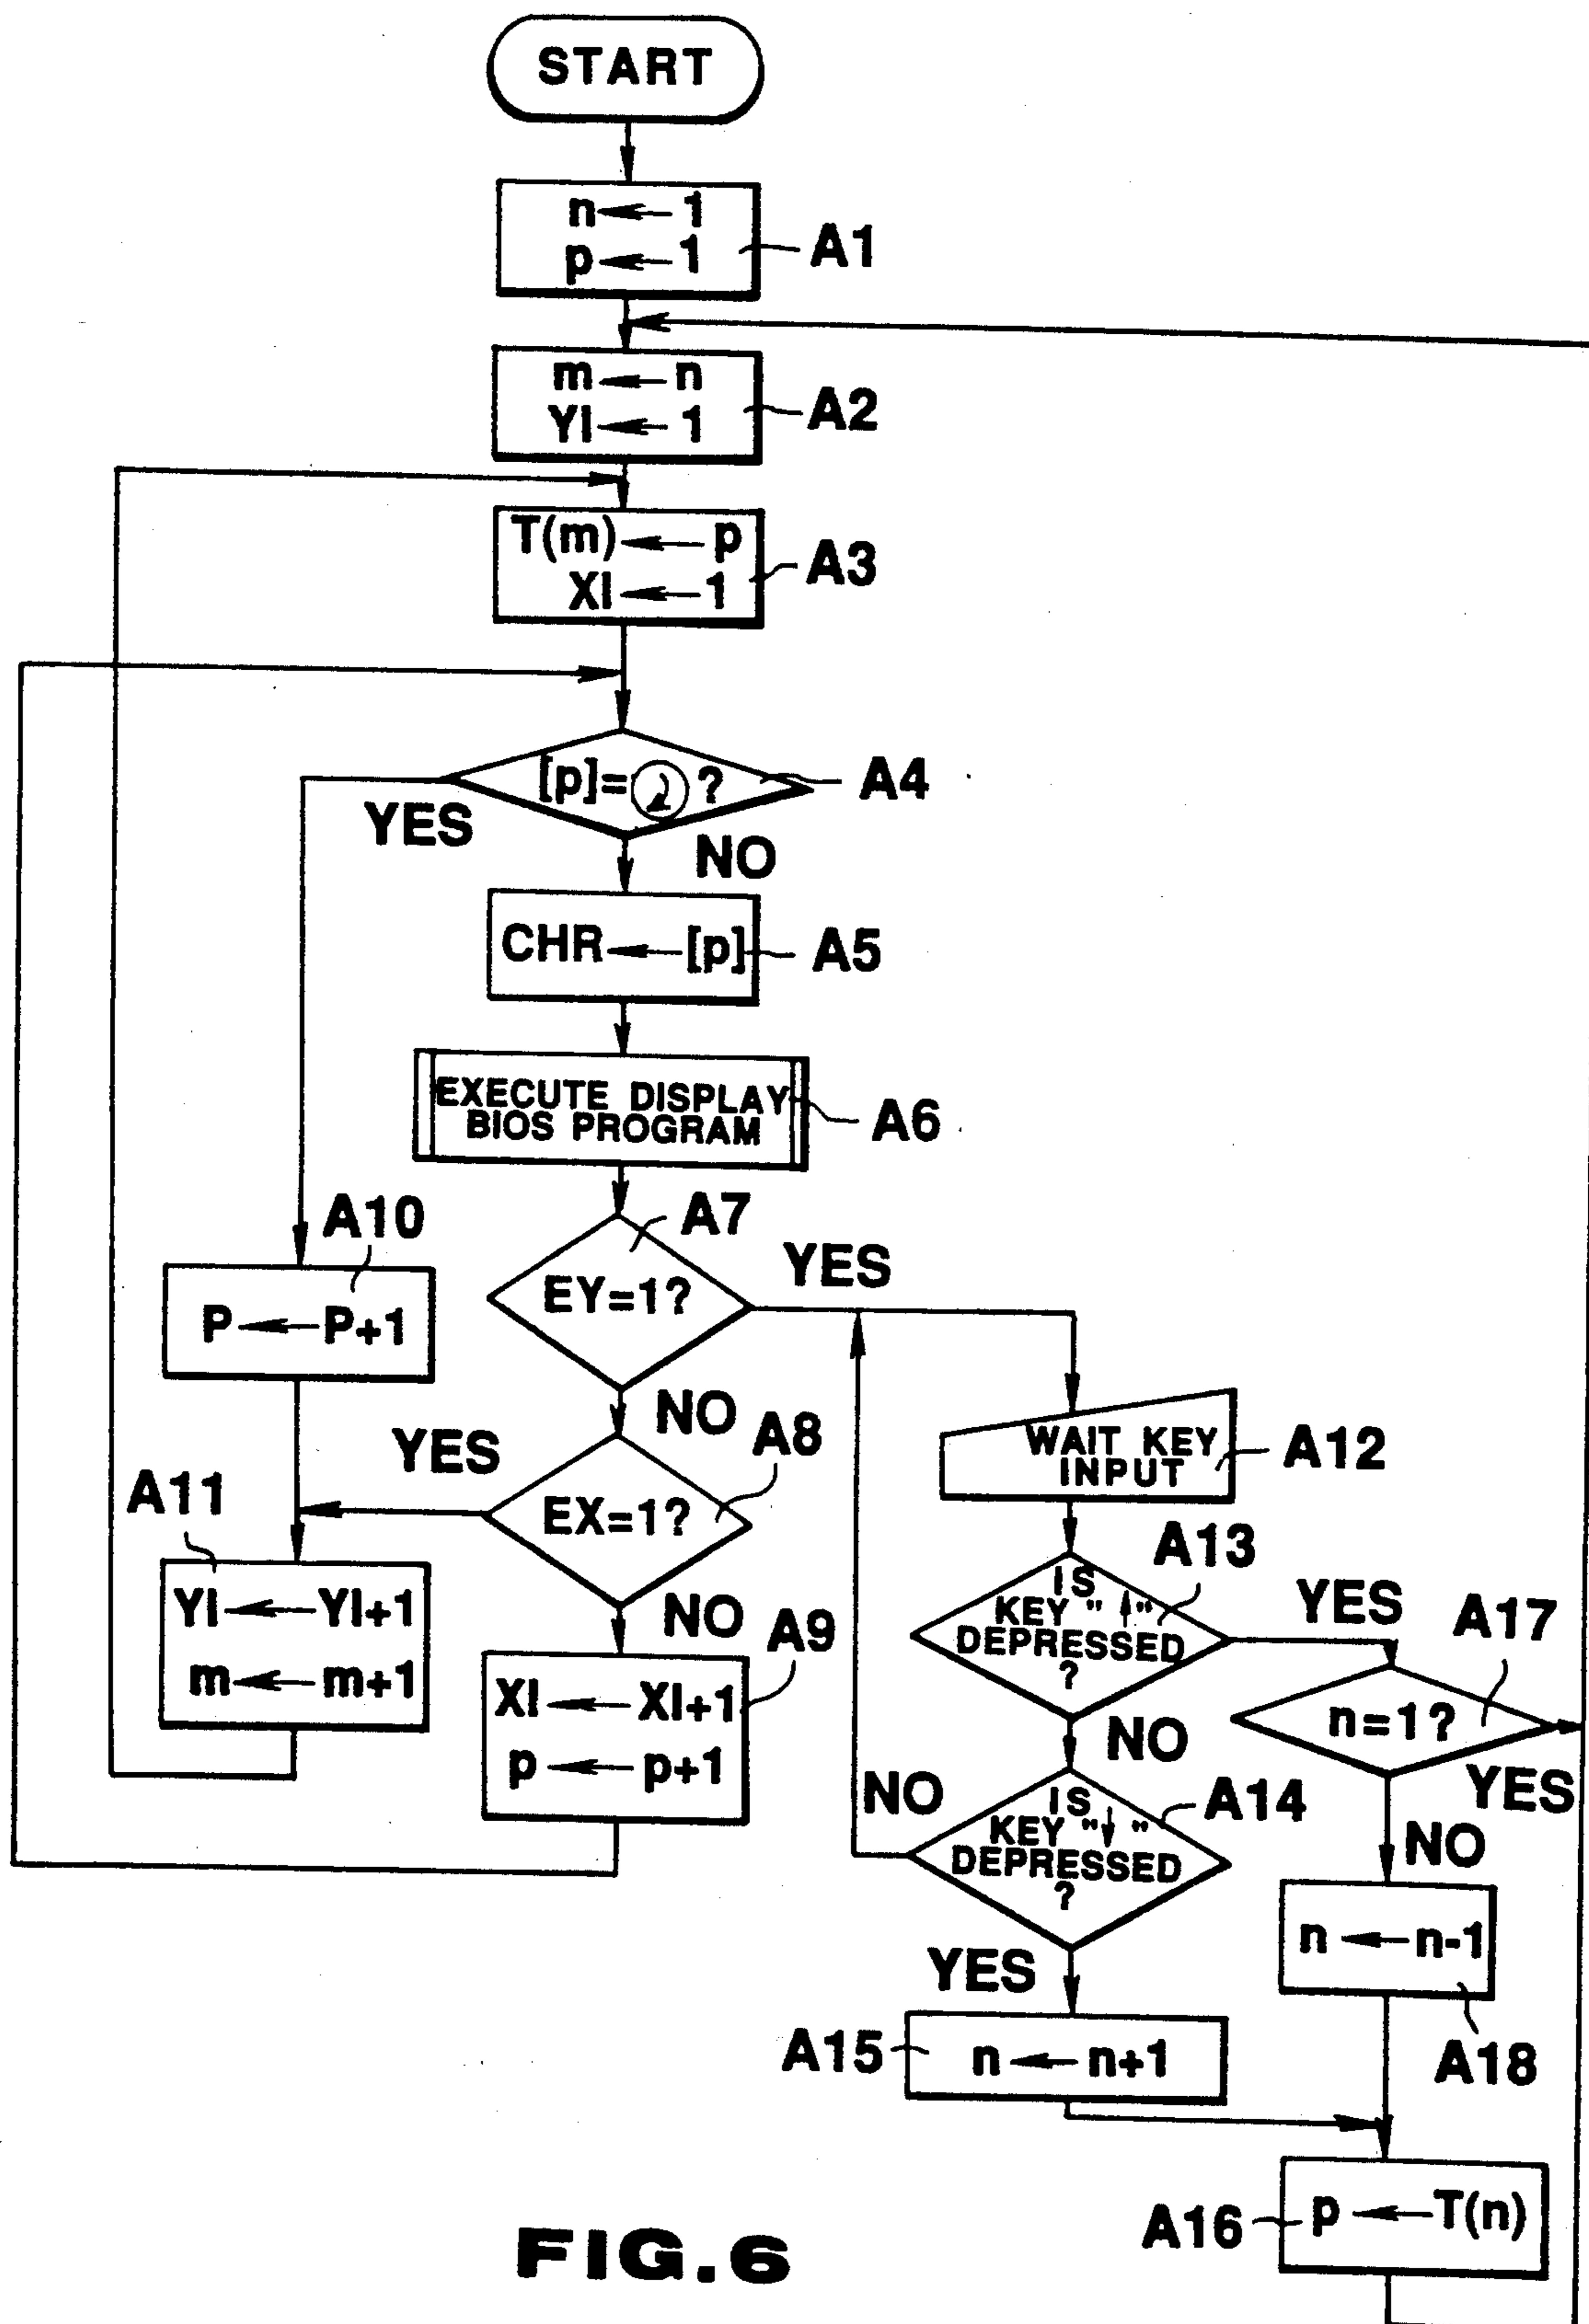 START
n ← 1
p ← 1
A1
m ← n
YI ← 1
A2
T(m) ← p
XI ← 1
A3
[p]= ?
A4
YES
NO
CHR ← [p]
A5
EXECUTE DISPLAY
BIOS PROGRAM
A6
A7
EY=1?
YES
A10
P ← P+1
NO
A8
YES
EX=1?
WAIT KEY
INPUT
A12
A11
YI ← YI+1
m ← m+1
NO
A9
XI ← XI+1
p ← p+1
A13
IS
KEY "↑"
DEPRESSED
?
YES
A17
n=1?
YES
NO
NO
IS
KEY "↓"
DEPRESSED
?
A14
NO
n ← n-1
A18
YES
A15
n ← n+1
A16
p ← T(n)
FIG.6